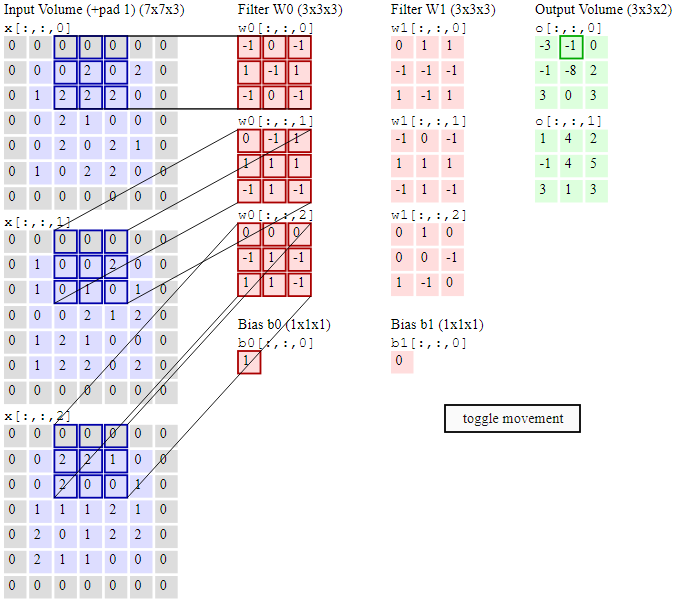 Input Volume (+pad 1) (7x7x3)
x[:,:,0]
0 0 0 0 0 0 0
0 0 0 2 0 2 0
0 1 2 2 2 0 0
0 0 2 1 0 0 0
0 0 2 0 2 1 0
0 1 0 2 2 0 0
0 0 0 0 0 0 0
x[:,:,1]
0 0 0 0 0 0 0
0 1 0 0 2 0 0
0 1 0 1 0 1 0
0 0 0 2 1 2 0
0 1 2 1 0 0 0
0 1 2 2 0 2 0
0 0 0 0 0 0 0
x[:,:,2]
0 0 0 0 0 0 0
0 0 2 2 1 0 0
0 0 2 0 0 1 0
0 1 1 1 2 1 0
0 2 0 1 2 2 0
0 2 1 1 0 0 0
0 0 0 0 0 0 0
Filter W0 (3x3x3)
w0[:,:,0]
-1 0 -1
1 -1 1
-1 0 -1
w0[:,:,1]
0 -1 1
1 1 1
-1 1 -1
w0[:,:,2]
0 0 0
-1 1 -1
1 1 -1
Bias b0 (1x1x1)
b0[:,:,0]
1
Filter W1 (3x3x3)
w1[:,:,0]
0 1 1
-1 -1 -1
1 -1 1
w1[:,:,1]
-1 0 -1
1 1 1
-1 1 -1
w1[:,:,2]
0 1 0
0 0 -1
1 -1 0
Bias b1 (1x1x1)
b1[:,:,0]
0
Output Volume (3x3x2)
o[:,:,0]
-3 -1 0
-1 -8 2
3 0 3
o[:,:,1]
1 4 2
-1 4 5
3 1 3
toggle movement